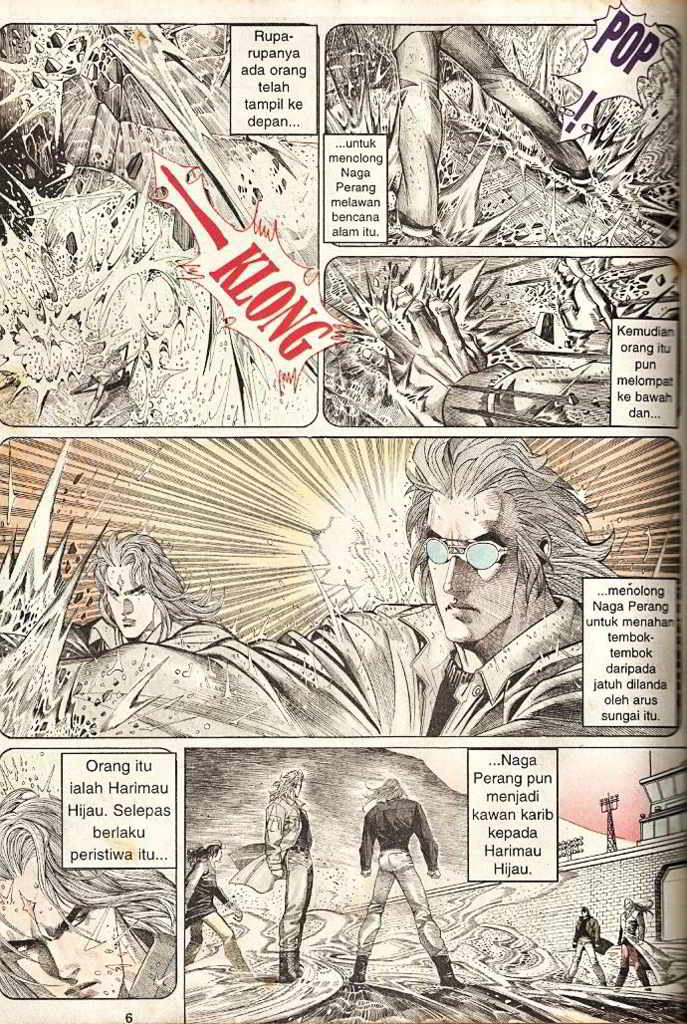 Rupa-
rupanya
ada orang
telah
tampil ke
depan...
KLONG
POP
!
...untuk
menolong
Naga
Perang
melawan
bencana
alam itu.
Kemudian
orang itu
pun
melompat
ke bawah
dan...
...menolong
Naga Perang
untuk menahan
tembok-
tembok
daripada
jatuh dilanda
oleh arus
sungai itu.
Orang itu
ialah Harimau
Hijau. Selepas
berlaku
peristiwa itu...
...Naga
Perang pun
menjadi
kawan karib
kepada
Harimau
Hijau.
6